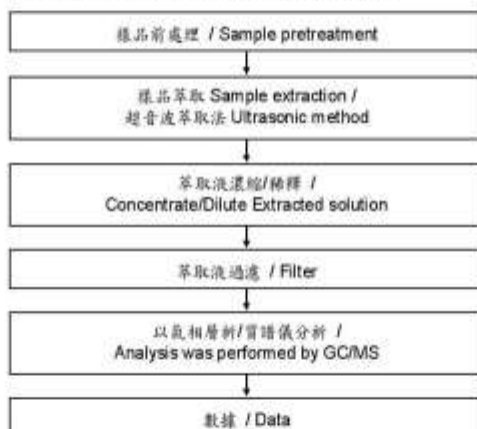 樣品前處理 / Sample pretreatment
樣品萃取 Sample extraction /
超音波萃取法 Ultrasonic method
萃取液濃縮/稀釋 /
Concentrate/Dilute Extracted solution
萃取液過濾 / Filter
以氣相層析/質譜儀分析 /
Analysis was performed by GC/MS
數據 / Data